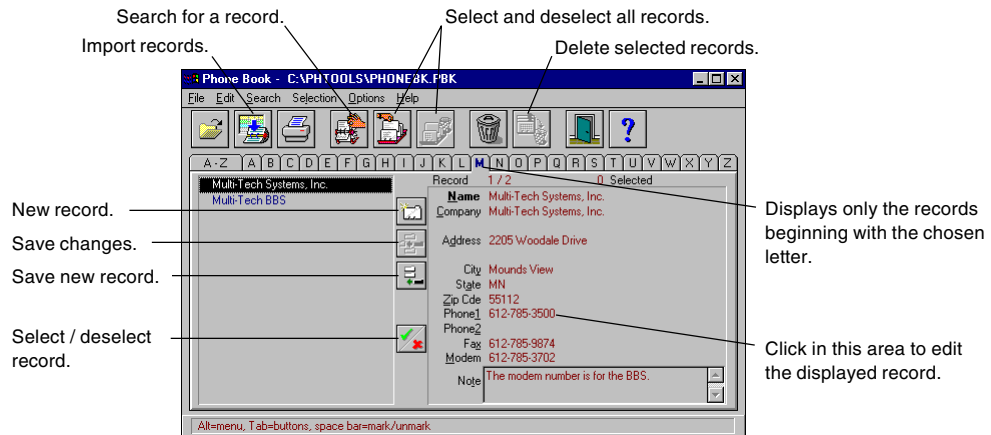 Search for a record.
Select and deselect all records.
Import records.
Delete selected records.
Phone Book - C:\PHTOOLS\PHONEBK.PBK
File Edit Search Selection Options Help
A-Z A B C D E F G H I J K L M N O P Q R S T U V W X Y Z
Multi-Tech Systems, Inc.
Multi-Tech BBS
Record 1 / 2 0 Selected
Name Multi-Tech Systems, Inc.
Company Multi-Tech Systems, Inc.
Address 2205 Woodale Drive
City Mounds View
State MN
Zip Cde 55112
Phone1 612-785-3500
Phone2
Fax 612-785-9874
Modem 612-785-3702
Note The modem number is for the BBS.
Alt=menu, Tab=buttons, space bar=mark/unmark
New record.
Save changes.
Save new record.
Select / deselect
record.
Displays only the records
beginning with the chosen
letter.
Click in this area to edit
the displayed record.